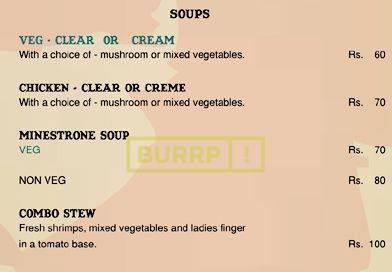 SOUPS
VEG - CLEAR OR CREAM
With a choice of - mushroom or mixed vegetables. Rs. 60
CHICKEN - CLEAR OR CREME
With a choice of - mushroom or mixed vegetables. Rs. 70
MINESTRONE SOUP
VEG Rs. 70
BURRP!
NON VEG Rs. 80
COMBO STEW
Fresh shrimps, mixed vegetables and ladies finger
in a tomato base. Rs. 100